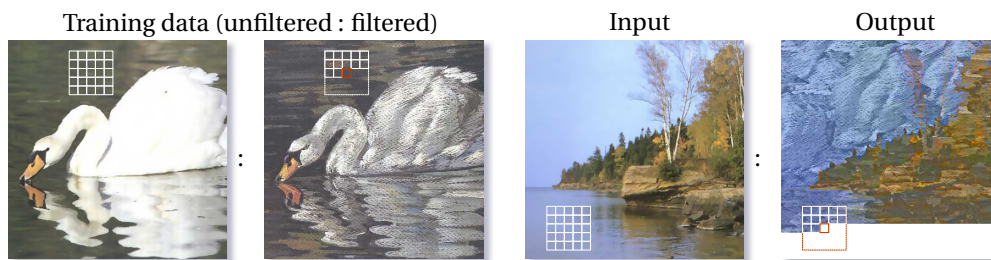 Training data (unfiltered : filtered)
Input
Output
:
: